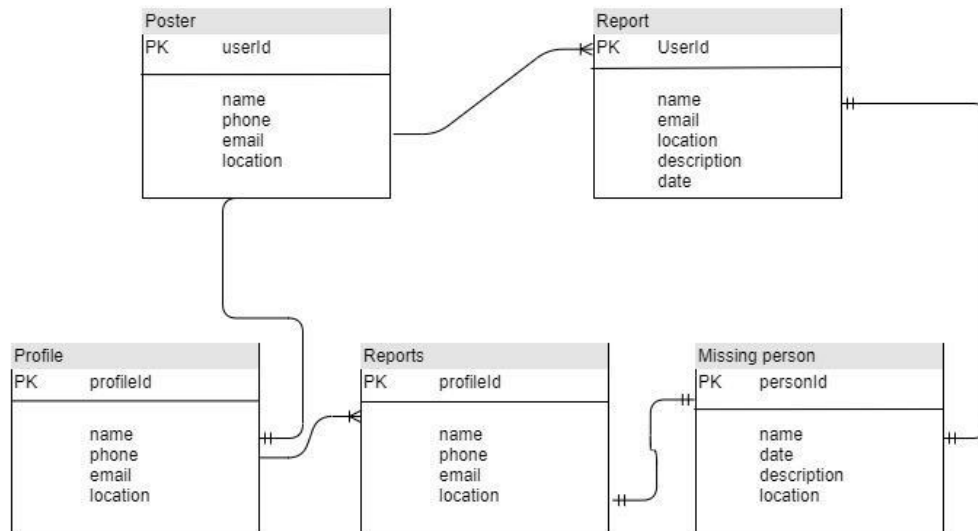 Poster
PK userId
name
phone
email
location
Report
PK UserId
name
email
location
description
date
Profile
PK profileId
name
phone
email
location
Reports
PK profileId
name
phone
email
location
Missing person
PK personId
name
date
description
location